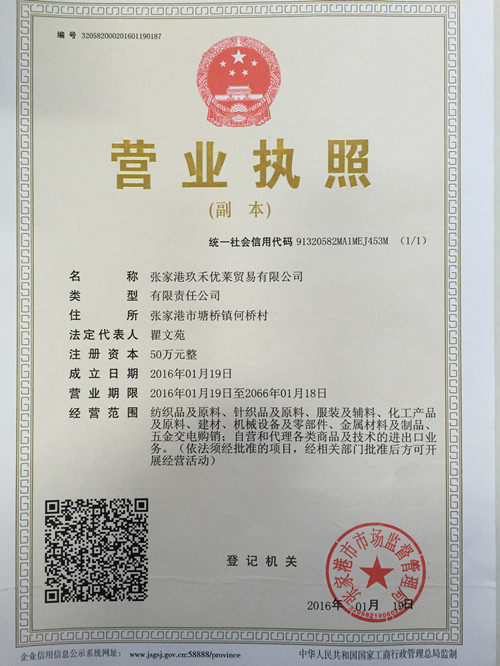 编 号 320582000201601190187
营业执照
(副 本)
统一社会信用代码 91320582MA1MEJ453M (1/1)
名 称 张家港玖禾优莱贸易有限公司
类 型 有限责任公司
住 所 张家港市塘桥镇何桥村
法定代表人 瞿文苑
注 册 资 本 50万元整
成 立 日 期 2016年01月19日
营 业 期 限 2016年01月19日至2066年01月18日
经 营 范 围 纺织品及原料、针织品及原料、服装及辅料、化工产品
及原料、建材、机械设备及零部件、金属材料及制品、
五金交电购销；自营和代理各类商品及技术的进出口业
务。（依法须经批准的项目，经相关部门批准后方可开
展经营活动）
登 记 机 关
张家港市市场监督管理局
2016年 01月 19日
企业信用信息公示系统网址： www.jsgsj.gov.cn:58888/province
中华人民共和国国家工商行政管理总局监制